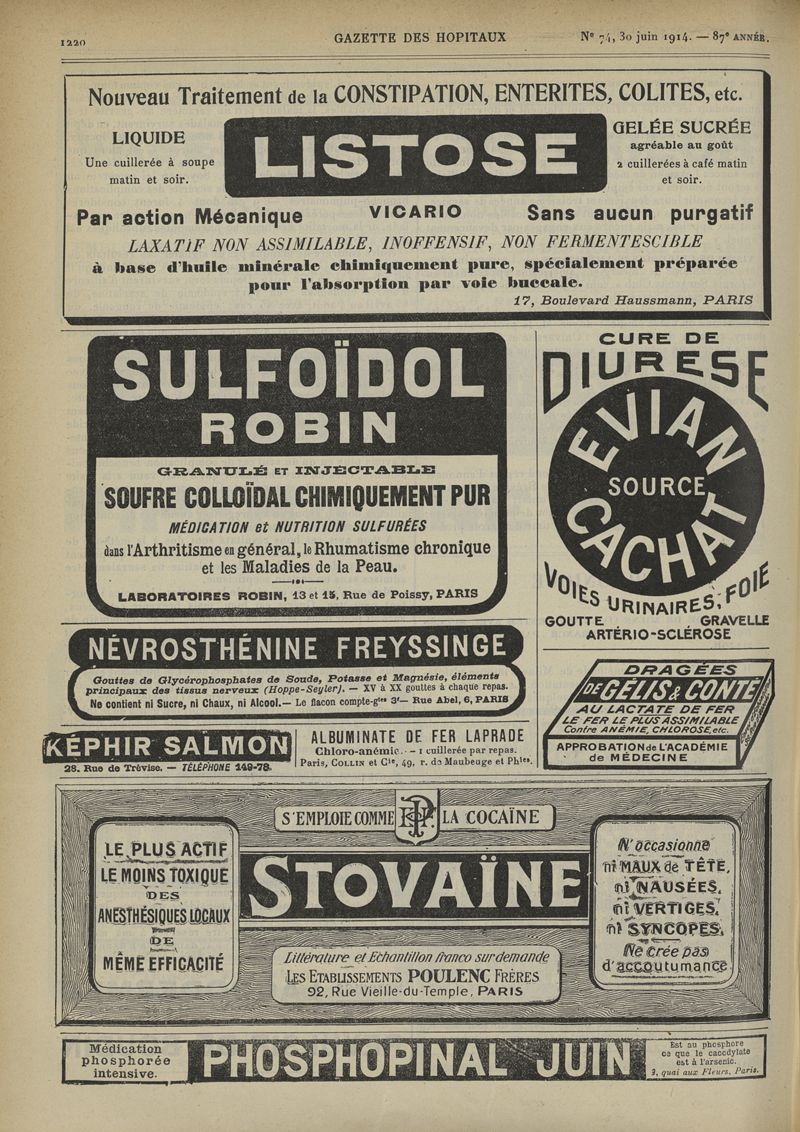 1220
GAZETTE DES HOPITAUX
Nº 74, 30 juin 1914. — 87e ANNÉE.
Nouveau Traitement de la CONSTIPATION, ENTERITES, COLITES, etc.
LIQUIDE
Une cuillerée à soupe
matin et soir.
LISTOSE
GELÉE SUCRÉE
agréable au goût
2 cuillerées à café matin
et soir.
Par action Mécanique
VICARIO
Sans aucun purgatif
LAXATIF NON ASSIMILABLE, INOFFENSIF, NON FERMENTESCIBLE
à base d'huile minérale chimiquement pure, spécialement préparée
pour l'absorption par voie buccale.
17, Boulevard Haussmann, PARIS
SULFOÏDOL
ROBIN
GRANULÉ ET INJECTABLE
SOUFRE COLLOÏDAL CHIMIQUEMENT PUR
MÉDICATION et NUTRITION SULFURÉES
dans l'Arthritisme en général, le Rhumatisme chronique
et les Maladies de la Peau.
LABORATOIRES ROBIN, 13 et 15, Rue de Poissy, PARIS
CURE DE
DIURESE
EVIAN
SOURCE
CACHAT
VOIES URINAIRES, FOIE
GOUTTE GRAVELLE
ARTÉRIO-SCLÉROSE
NÉVROSTHÉNINE FREYSSINGE
Gouttes de Glycérophosphates de Soude, Potasse et Magnésie, éléments
principaux des tissus nerveux (Hoppe-Seyler). — XV à XX gouttes à chaque repas.
Ne contient ni Sucre, ni Chaux, ni Alcool. — Le flacon compte-gttes 3f — Rue Abel, 6, PARIS
DRAGÉES
DE GÉLIS & CONTÉ
AU LACTATE DE FER
LE FER LE PLUS ASSIMILABLE
Contre ANÉMIE, CHLOROSE, etc.
APPROBATION de L'ACADÉMIE
de MÉDECINE
KÉPHIR SALMON
28, Rue de Trévise. — TÉLÉPHONE 149-78.
ALBUMINATE DE FER LAPRADE
Chloro-anémie. — 1 cuillerée par repas.
Paris, COLLIN et Cie, 49, r. de Maubeuge et Phies.
S'EMPLOIE COMME LA COCAÏNE
LE PLUS ACTIF
LE MOINS TOXIQUE
DES
ANESTHÉSIQUES LOCAUX
DE
MÊME EFFICACITÉ
STOVAÏNE
N'occasionne
ni MAUX de TÊTE,
ni NAUSÉES,
ni VERTIGES,
ni SYNCOPES,
Ne crée pas
d'accoutumance
Littérature et Echantillon franco sur demande
LES ETABLISSEMENTS POULENC FRÈRES
92, Rue Vieille-du-Temple, PARIS
Médication
phosphorée
intensive.
PHOSPHOPINAL JUIN
Est au phosphore
ce que le cacodylate
est à l'arsenic.
3, quai aux Fleurs, Paris.